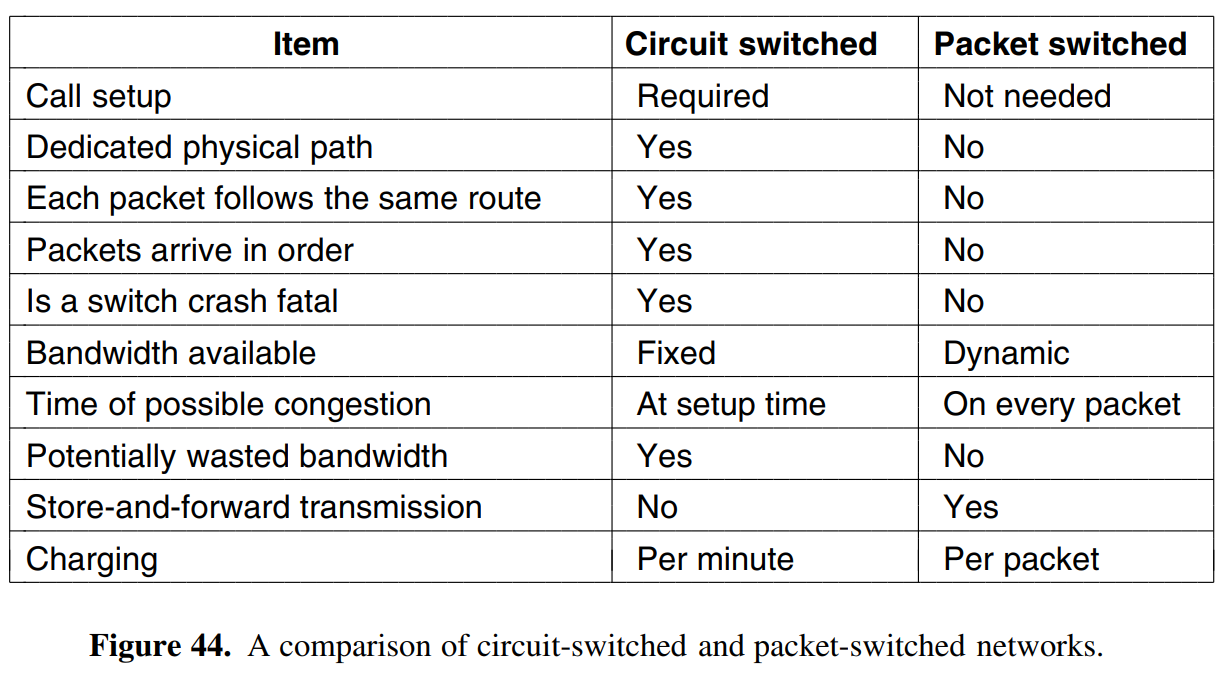 Item Circuit switched Packet switched
Call setup Required Not needed
Dedicated physical path Yes No
Each packet follows the same route Yes No
Packets arrive in order Yes No
Is a switch crash fatal Yes No
Bandwidth available Fixed Dynamic
Time of possible congestion At setup time On every packet
Potentially wasted bandwidth Yes No
Store-and-forward transmission No Yes
Charging Per minute Per packet
Figure 44. A comparison of circuit-switched and packet-switched networks.